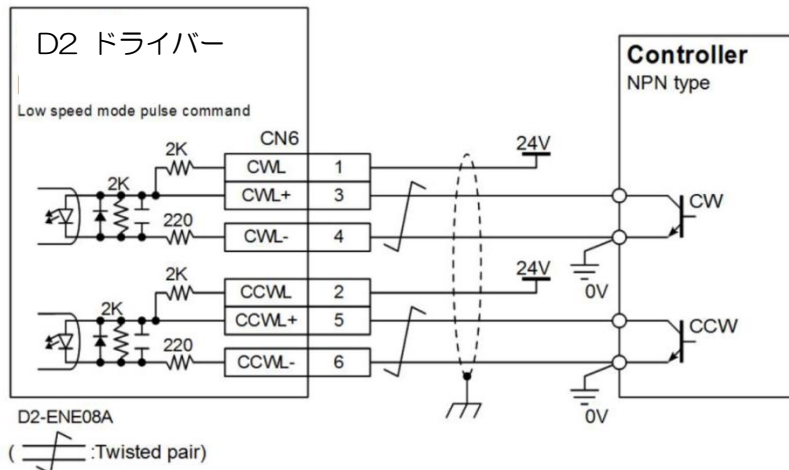 D2 ドライバー
Low speed mode pulse command
CN6
2K
CWL 1
2K
CWL+ 3
220
CWL- 4
2K
CCWL 2
2K
CCWL+ 5
220
CCWL- 6
24V
24V
Controller
NPN type
CW
0V
CCW
0V
D2-ENE08A
( :Twisted pair)